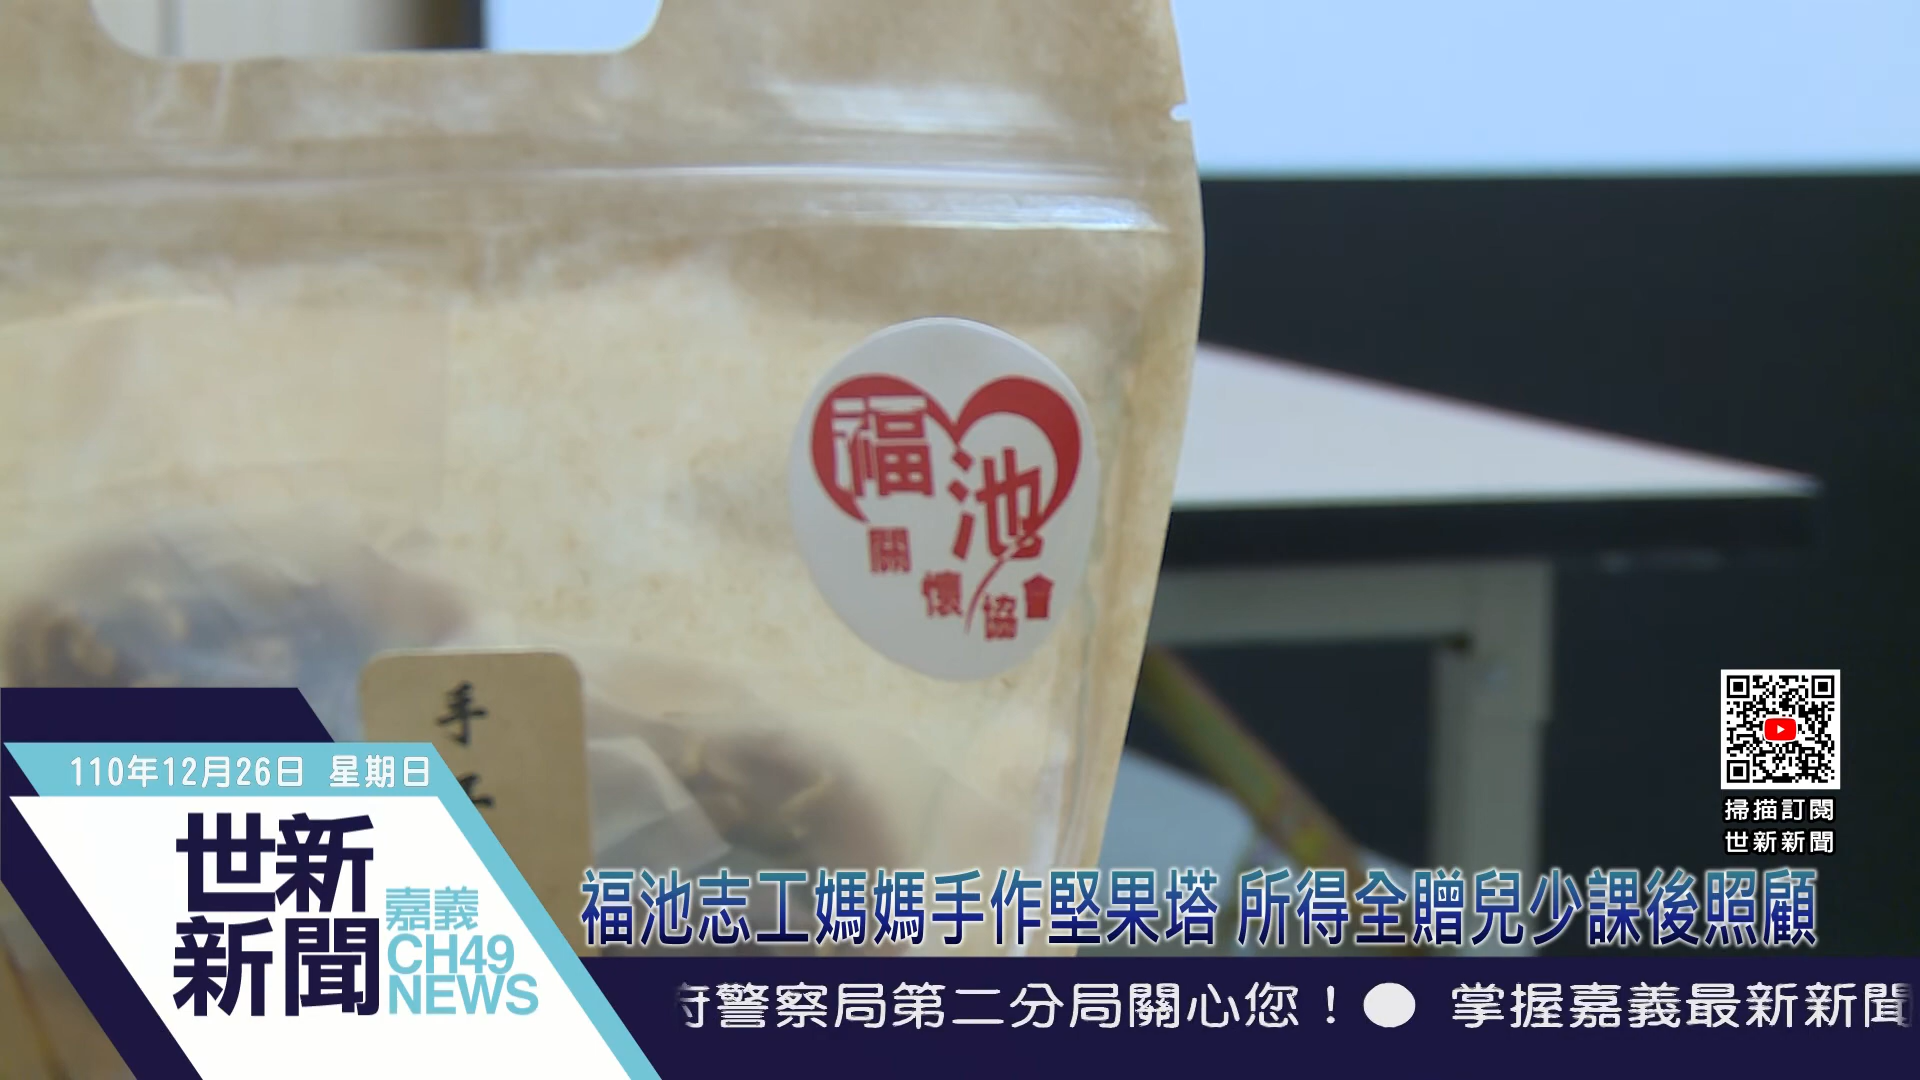 福池
關懷協會
手
110年12月26日 星期日
世新
新聞
嘉義
CH49
NEWS
掃描訂閱
世新新聞
福池志工媽媽手作堅果塔 所得全贈兒少課後照顧
府警察局第二分局關心您！● 掌握嘉義最新新聞